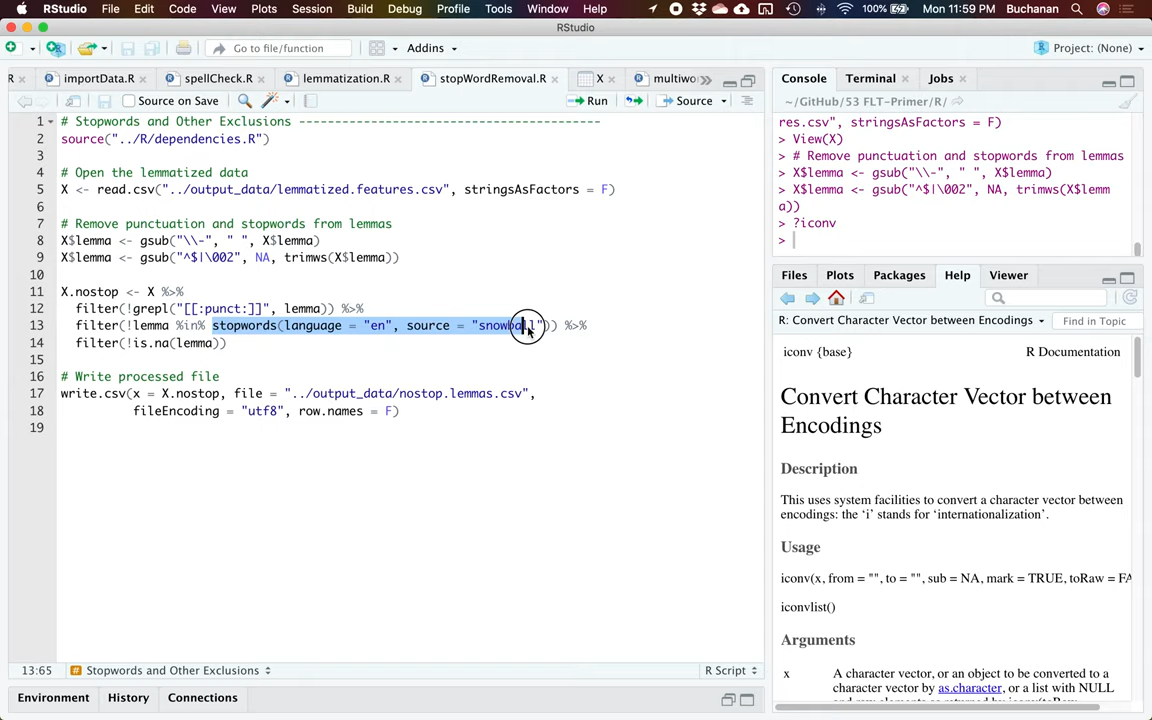 RStudio File Edit Code View Plots Session Build Debug Profile Tools Window Help 100% Mon 11:59 PM Buchanan
RStudio
Go to file/function Addins Project: (None)
R importData.R spellCheck.R lemmatization.R stopWordRemoval.R X multiwor
Source on Save Run Source
1 # Stopwords and Other Exclusions ------------------------------------------
2 source("../R/dependencies.R")
3
4 # Open the lemmatized data
5 X <- read.csv("../output_data/lemmatized.features.csv", stringsAsFactors = F)
6
7 # Remove punctuation and stopwords from lemmas
8 X$lemma <- gsub("\\-", " ", X$lemma)
9 X$lemma <- gsub("^$|\002", NA, trimws(X$lemma))
10
11 X.nostop <- X %>%
12 filter(!grepl("[[:punct:]]", lemma)) %>%
13 filter(!lemma %in% stopwords(language = "en", source = "snowball")) %>%
14 filter(!is.na(lemma))
15
16 # Write processed file
17 write.csv(x = X.nostop, file = "../output_data/nostop.lemmas.csv",
18 fileEncoding = "utf8", row.names = F)
19
13:65 # Stopwords and Other Exclusions R Script
Environment History Connections
Console Terminal Jobs
~/GitHub/53 FLT-Primer/R/
res.csv", stringsAsFactors = F)
> View(X)
> # Remove punctuation and stopwords from lemmas
> X$lemma <- gsub("\\-", " ", X$lemma)
> X$lemma <- gsub("^$|\002", NA, trimws(X$lemm
a))
> ?iconv
>
Files Plots Packages Help Viewer
R: Convert Character Vector between Encodings Find in Topic
iconv {base} R Documentation
Convert Character Vector between
Encodings
Description
This uses system facilities to convert a character vector between
encodings: the ‘i’ stands for ‘internationalization’.
Usage
iconv(x, from = "", to = "", sub = NA, mark = TRUE, toRaw = FA
iconvlist()
Arguments
x A character vector, or an object to be converted to a
character vector by as.character, or a list with NULL